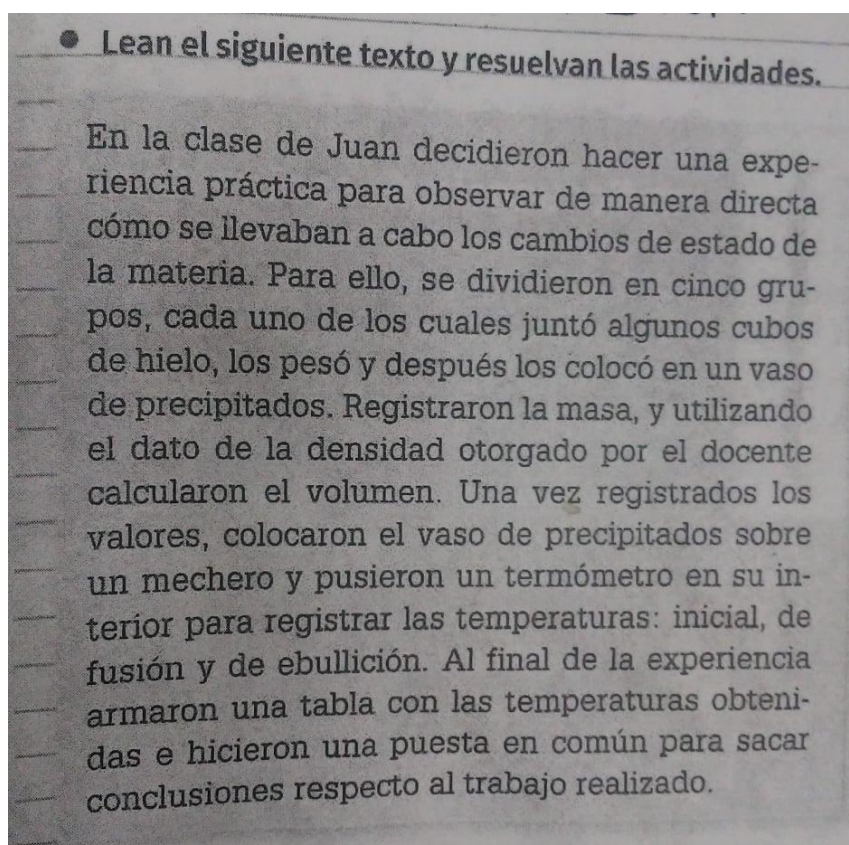 ● Lean el siguiente texto y resuelvan las actividades.
En la clase de Juan decidieron hacer una expe-
riencia práctica para observar de manera directa
cómo se llevaban a cabo los cambios de estado de
la materia. Para ello, se dividieron en cinco gru-
pos, cada uno de los cuales juntó algunos cubos
de hielo, los pesó y después los colocó en un vaso
de precipitados. Registraron la masa, y utilizando
el dato de la densidad otorgado por el docente
calcularon el volumen. Una vez registrados los
valores, colocaron el vaso de precipitados sobre
un mechero y pusieron un termómetro en su in-
terior para registrar las temperaturas: inicial, de
fusión y de ebullición. Al final de la experiencia
armaron una tabla con las temperaturas obteni-
das e hicieron una puesta en común para sacar
conclusiones respecto al trabajo realizado.